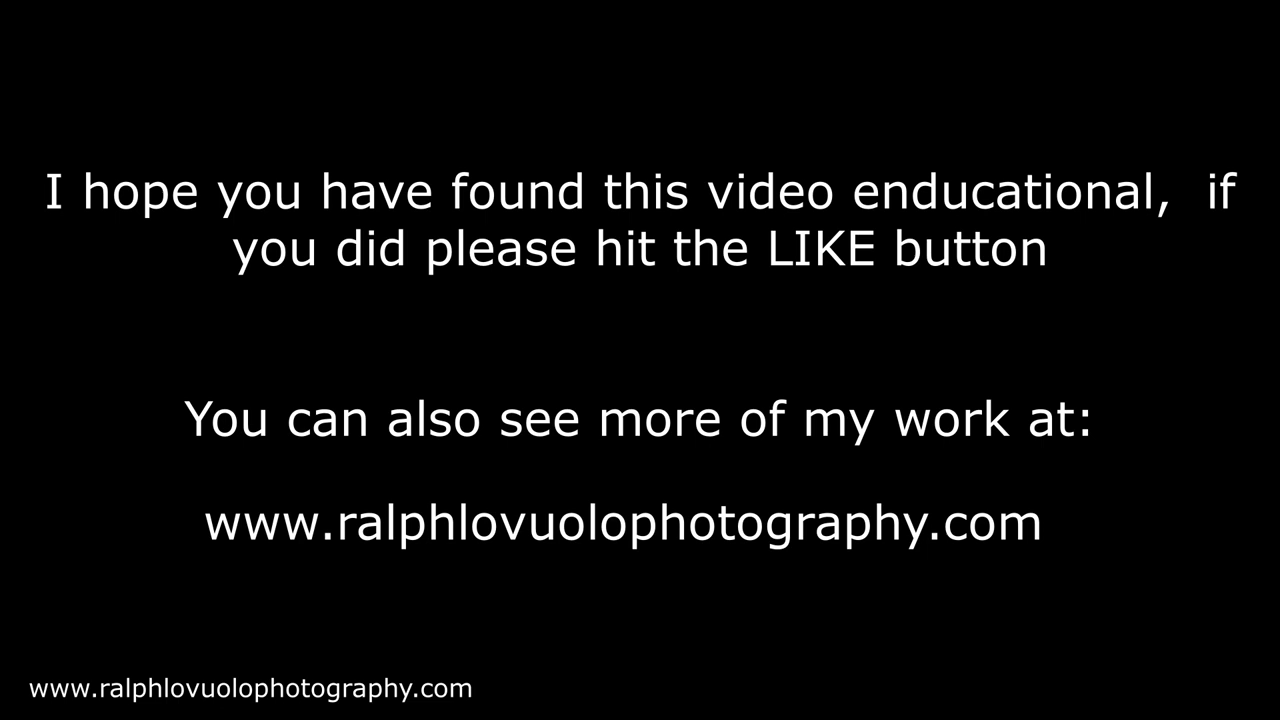 I hope you have found this video enducational,  if
you did please hit the LIKE button
You can also see more of my work at:
www.ralphlovuolophotography.com
www.ralphlovuolophotography.com